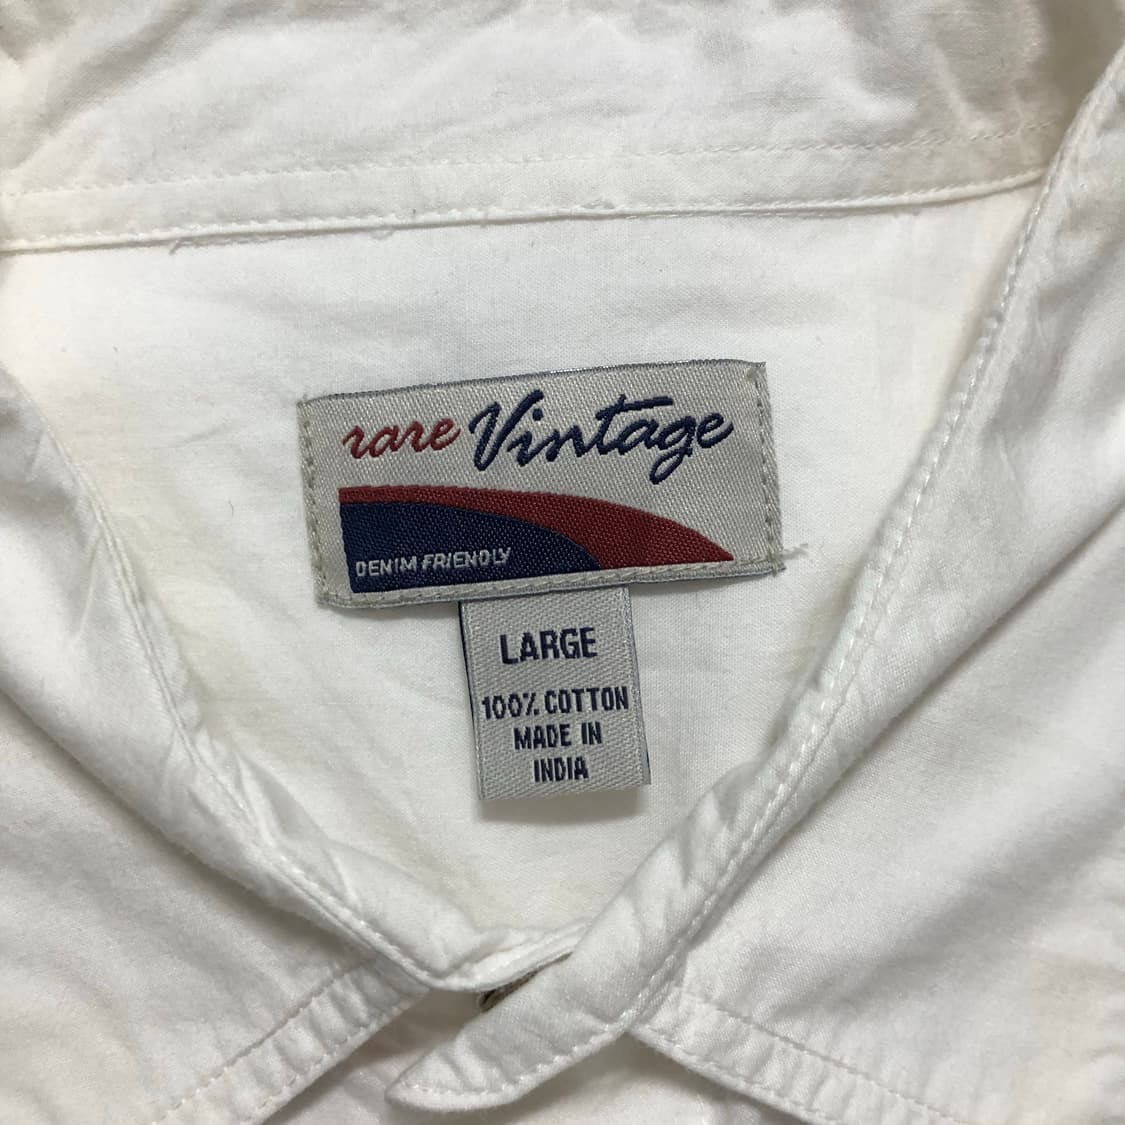 rare Vintage
DENIM FRIENDLY
LARGE
100% COTTON
MADE IN
INDIA